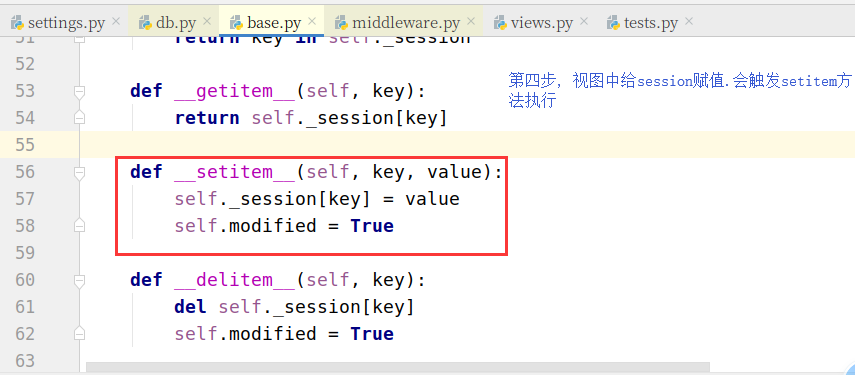 settings.py × db.py × base.py × middleware.py × views.py × tests.py ×
51 return key in self._session
52
53 def __getitem__(self, key):
第四步, 视图中给session赋值.会触发setitem方
法执行
54 return self._session[key]
55
56 def __setitem__(self, key, value):
57 self._session[key] = value
58 self.modified = True
59
60 def __delitem__(self, key):
61 del self._session[key]
62 self.modified = True
63